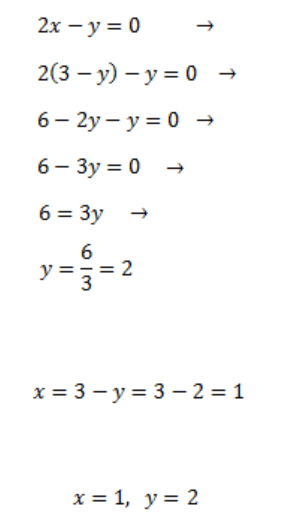 2x − y = 0 →
2(3 − y) − y = 0 →
6 − 2y − y = 0 →
6 − 3y = 0 →
6 = 3y →
y = 6/3 = 2
x = 3 − y = 3 − 2 = 1
x = 1, y = 2